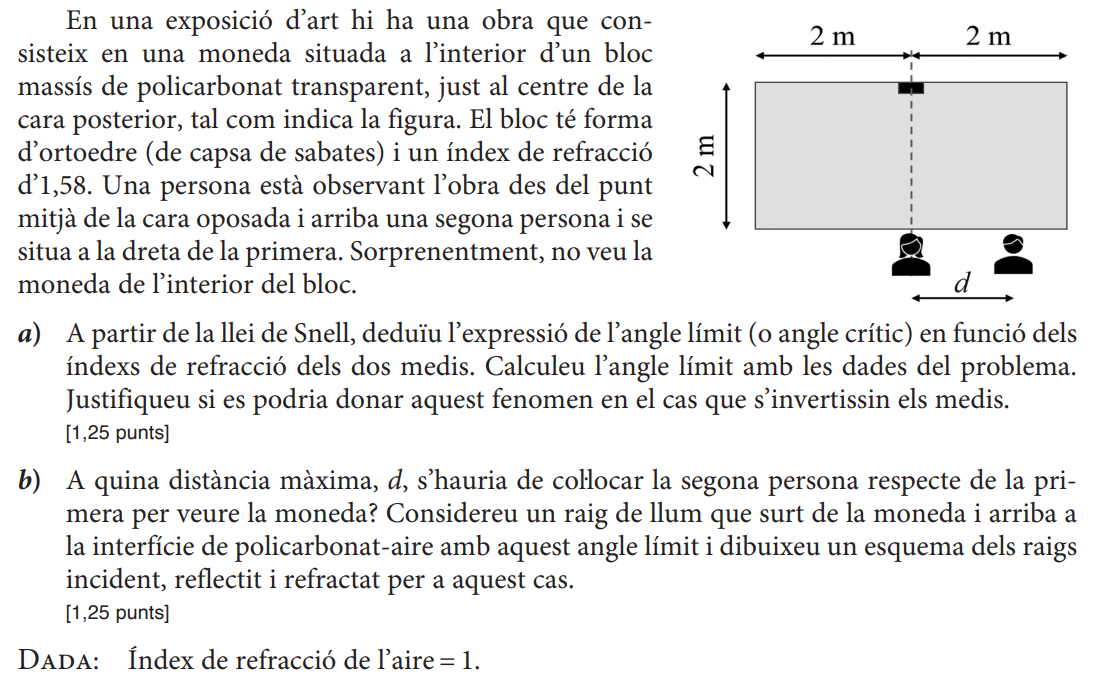 En una exposició d’art hi ha una obra que con-
sisteix en una moneda situada a l’interior d’un bloc
massís de policarbonat transparent, just al centre de la
cara posterior, tal com indica la figura. El bloc té forma
d’ortoedre (de capsa de sabates) i un índex de refracció
d’1,58. Una persona està observant l’obra des del punt
mitjà de la cara oposada i arriba una segona persona i se
situa a la dreta de la primera. Sorprenentment, no veu la
moneda de l’interior del bloc.
2 m
2 m
2 m
d
a) A partir de la llei de Snell, deduïu l’expressió de l’angle límit (o angle crític) en funció dels
índexs de refracció dels dos medis. Calculeu l’angle límit amb les dades del problema.
Justifiqueu si es podria donar aquest fenomen en el cas que s’invertissin els medis.
[1,25 punts]
b) A quina distància màxima, d, s’hauria de col·locar la segona persona respecte de la pri-
mera per veure la moneda? Considereu un raig de llum que surt de la moneda i arriba a
la interfície de policarbonat-aire amb aquest angle límit i dibuixeu un esquema dels raigs
incident, reflectit i refractat per a aquest cas.
[1,25 punts]
DADA: Índex de refracció de l’aire = 1.